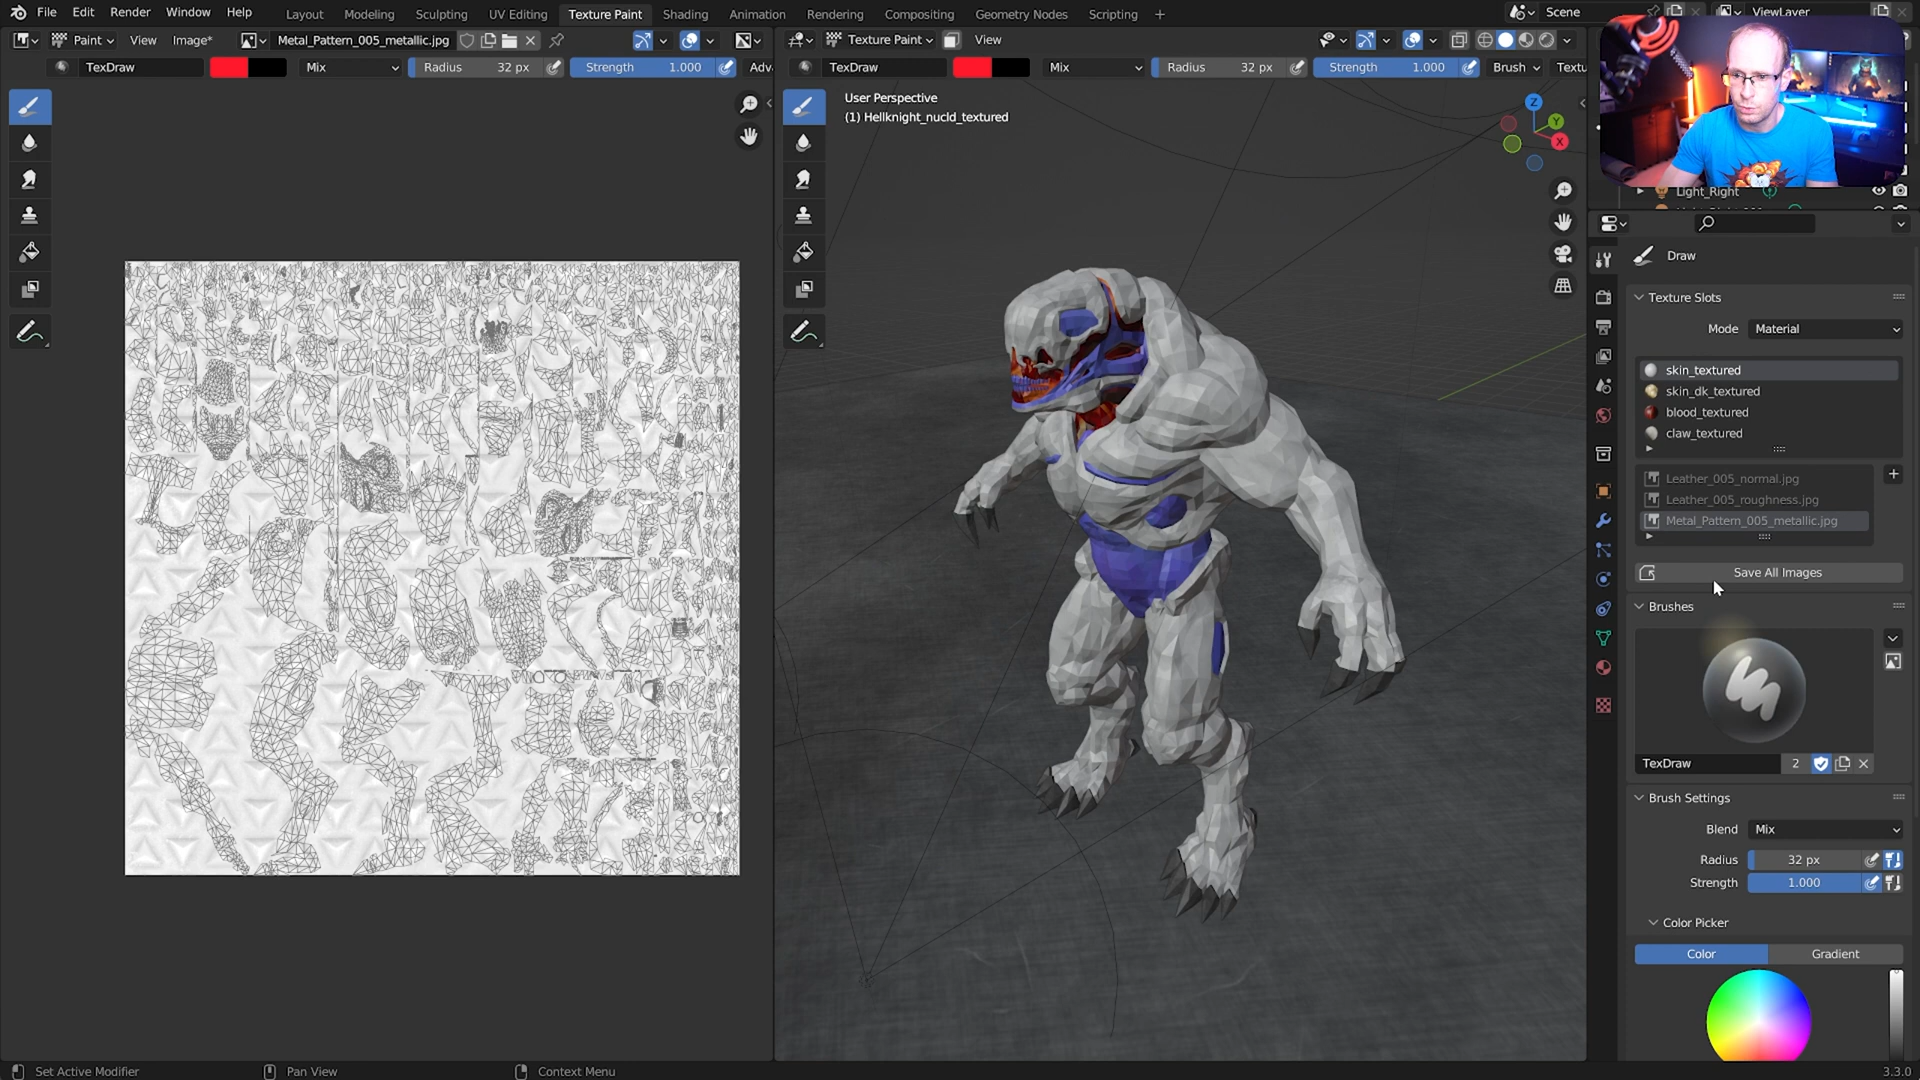 File Edit Render Window Help Layout Modeling Sculpting UV Editing Texture Paint Shading Animation Rendering Compositing Geometry Nodes Scripting + Scene ViewLayer
Paint View Image* Metal_Pattern_005_metallic.jpg
Texture Paint View
TexDraw Mix Radius 32 px Strength 1.000 Adv
TexDraw Mix Radius 32 px Strength 1.000 Brush Textu
User Perspective
(1) Hellknight_nucld_textured
Z
Y
X
Light_Right
Draw
Texture Slots
Mode Material
skin_textured
skin_dk_textured
blood_textured
claw_textured
Leather_005_normal.jpg
Leather_005_roughness.jpg
Metal_Pattern_005_metallic.jpg
Save All Images
Brushes
TexDraw 2
Brush Settings
Blend Mix
Radius 32 px
Strength 1.000
Color Picker
Color Gradient
Set Active Modifier Pan View Context Menu 3.3.0